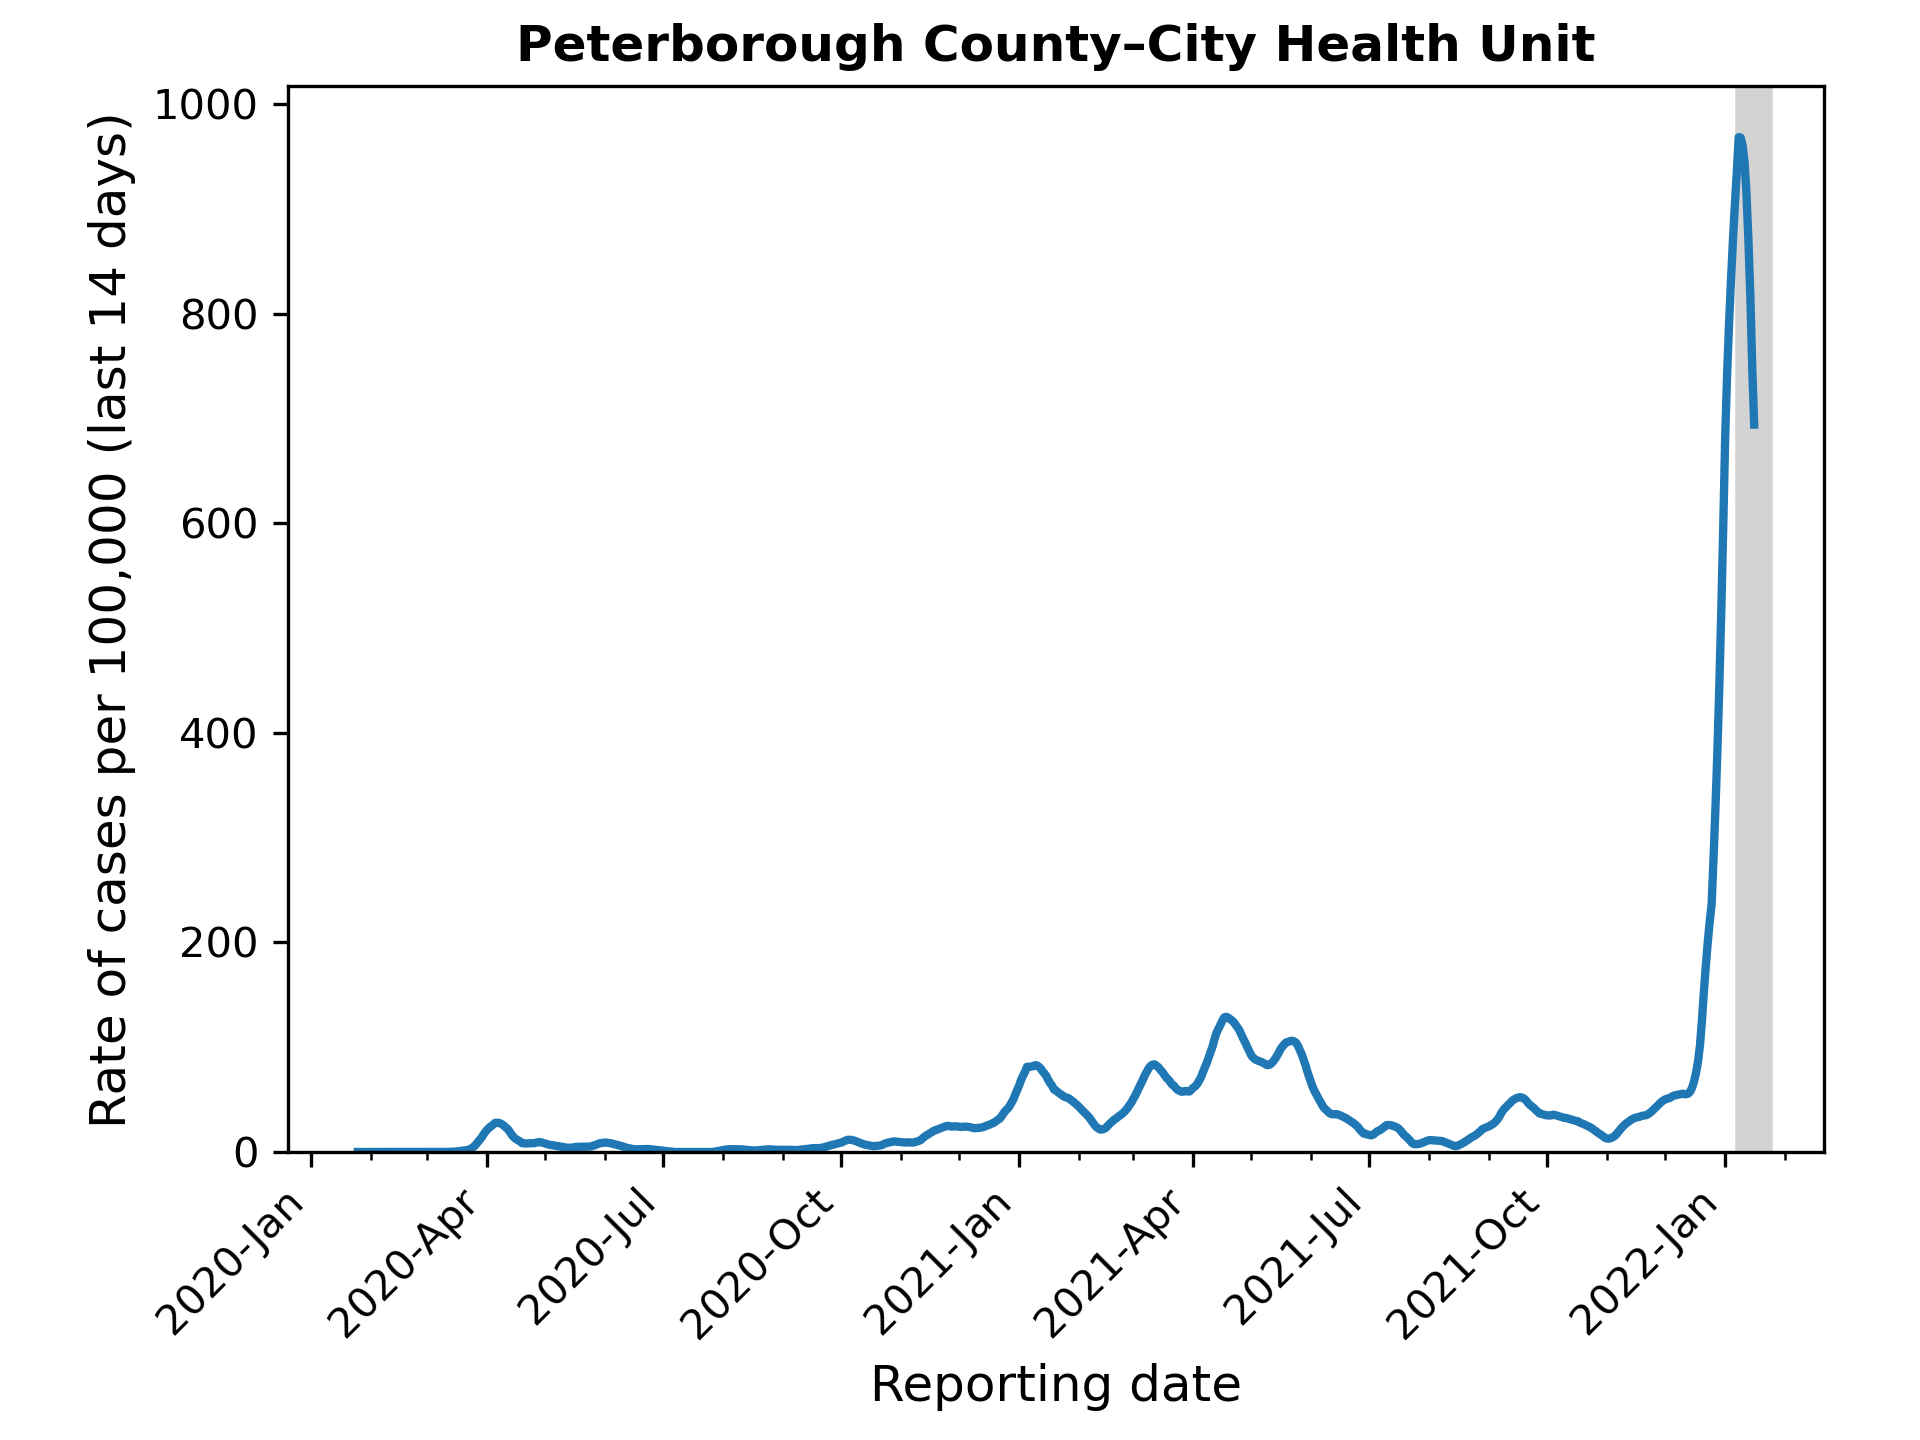 Peterborough County–City Health Unit
Rate of cases per 100,000 (last 14 days)
1000
800
600
400
200
0
2020-Jan
2020-Apr
2020-Jul
2020-Oct
2021-Jan
2021-Apr
2021-Jul
2021-Oct
2022-Jan
Reporting date